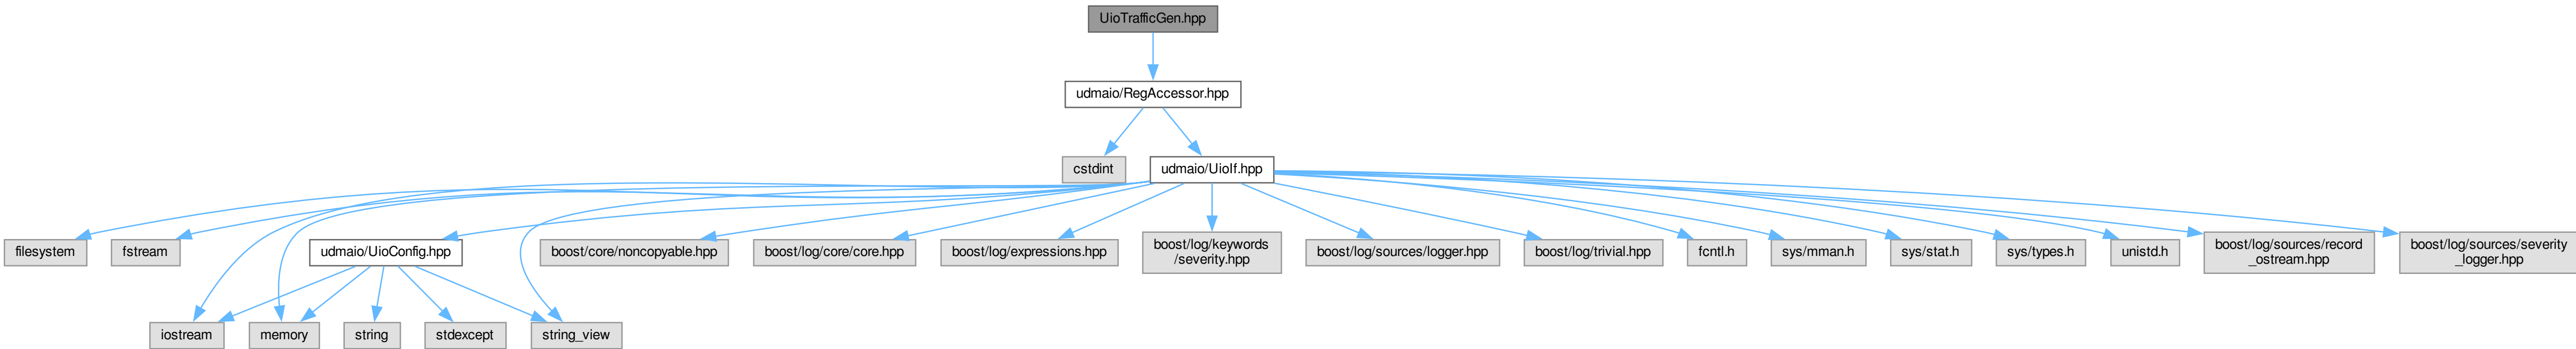 UioTrafficGen.hpp
udmaio/RegAccessor.hpp
cstdint
udmaio/UioIf.hpp
filesystem
fstream
udmaio/UioConfig.hpp
boost/core/noncopyable.hpp
boost/log/core/core.hpp
boost/log/expressions.hpp
boost/log/keywords
/severity.hpp
boost/log/sources/logger.hpp
boost/log/trivial.hpp
fcntl.h
sys/mman.h
sys/stat.h
sys/types.h
unistd.h
boost/log/sources/record
_ostream.hpp
boost/log/sources/severity
_logger.hpp
iostream
memory
string
stdexcept
string_view